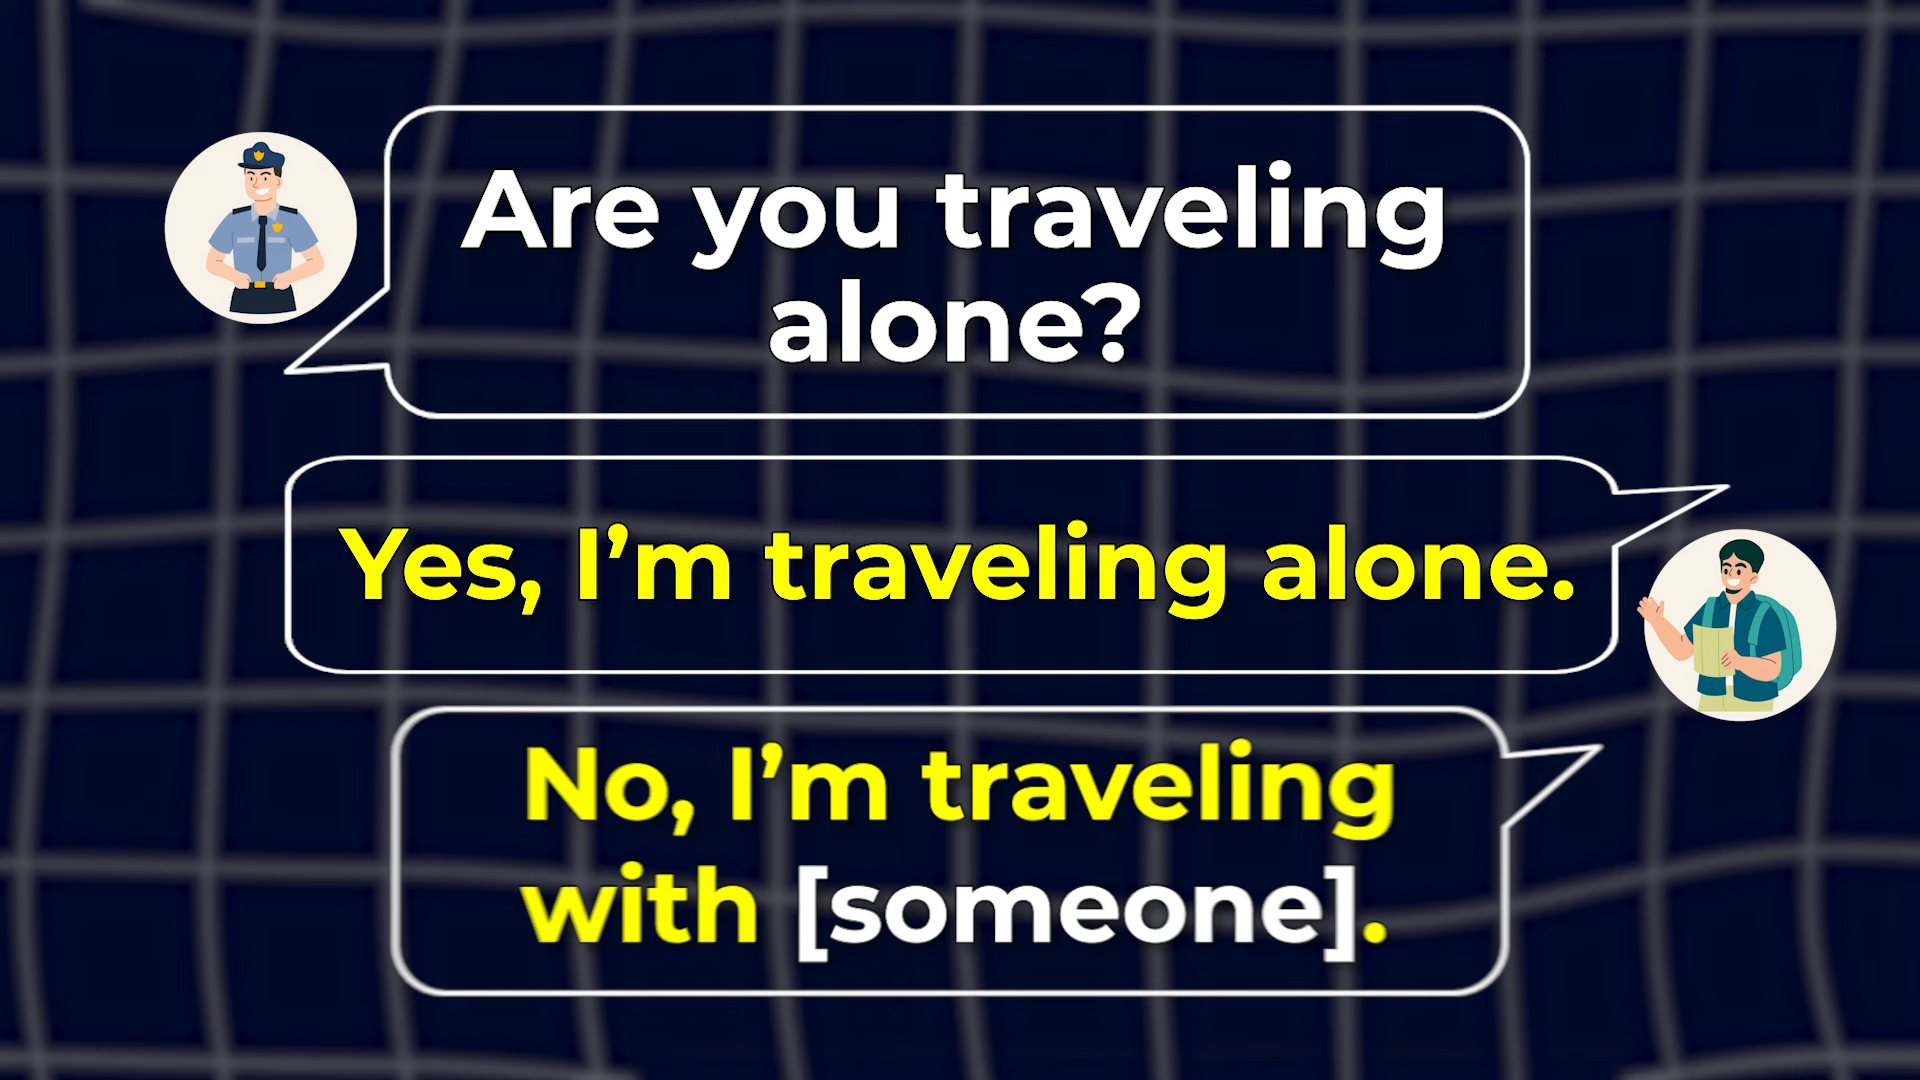 Are you traveling
alone?
Yes, I’m traveling alone.
No, I’m traveling
with [someone].